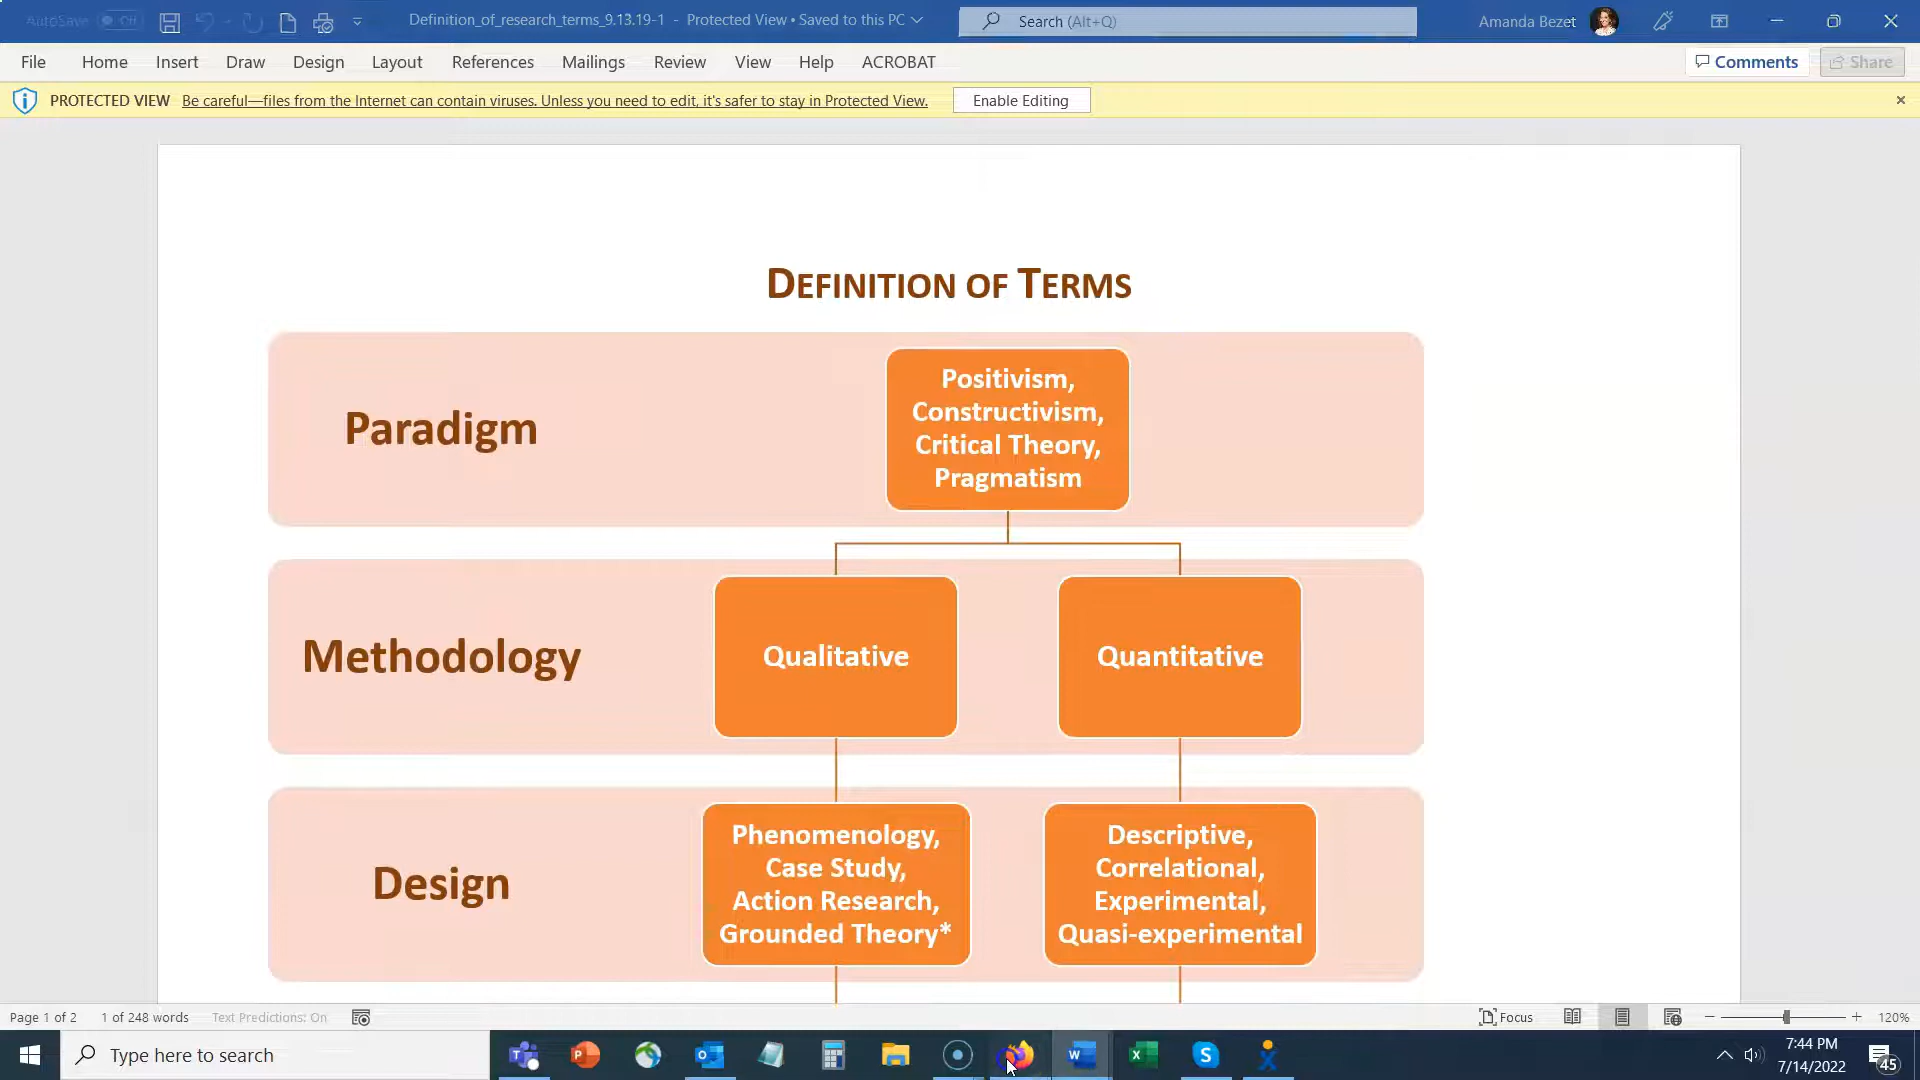 AutoSave Off
Definition_of_research_terms_9.13.19-1 - Protected View • Saved to this PC
Search (Alt+Q)
Amanda Bezet
File Home Insert Draw Design Layout References Mailings Review View Help ACROBAT
Comments Share
PROTECTED VIEW Be careful—files from the Internet can contain viruses. Unless you need to edit, it's safer to stay in Protected View. Enable Editing
DEFINITION OF TERMS
Paradigm
Positivism,
Constructivism,
Critical Theory,
Pragmatism
Methodology
Qualitative
Quantitative
Design
Phenomenology,
Case Study,
Action Research,
Grounded Theory*
Descriptive,
Correlational,
Experimental,
Quasi-experimental
Page 1 of 2 1 of 248 words Text Predictions: On
Focus
120%
Type here to search
7:44 PM
7/14/2022
45